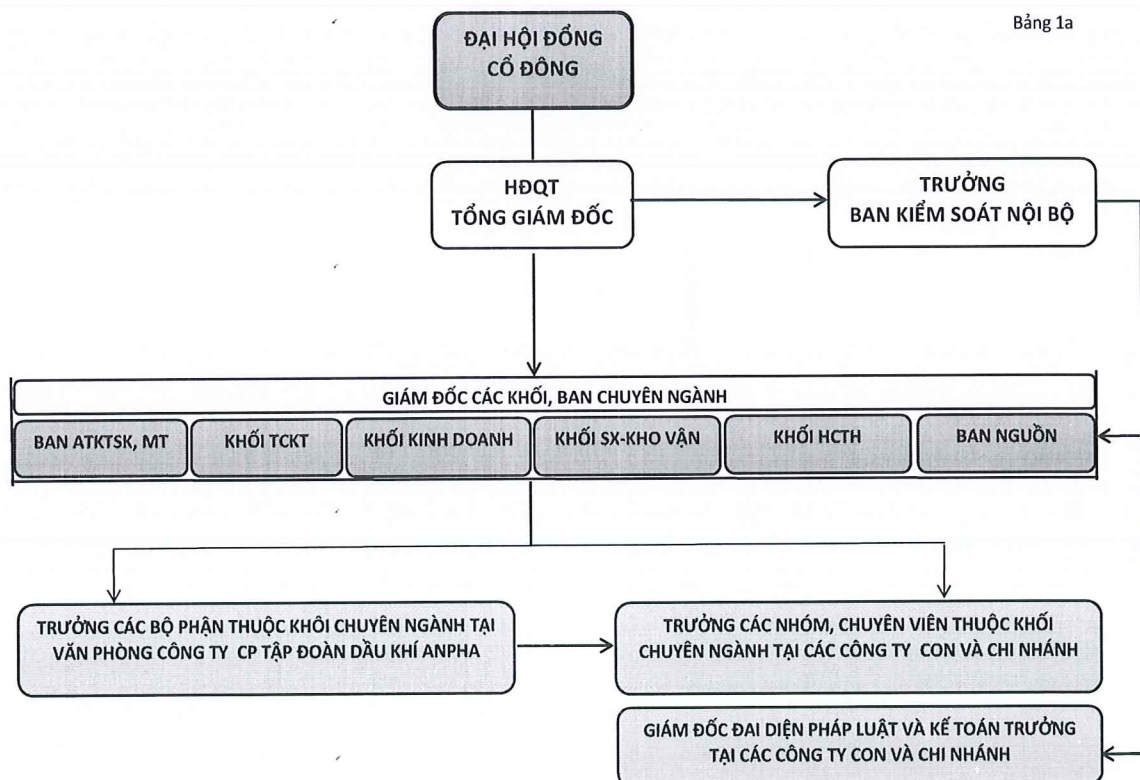 Bảng 1a
ĐẠI HỘI ĐỒNG
CỔ ĐÔNG
HĐQT
TỔNG GIÁM ĐỐC
TRƯỞNG
BAN KIỂM SOÁT NỘI BỘ
GIÁM ĐỐC CÁC KHỐI, BAN CHUYÊN NGÀNH
BAN ATKTSK, MT
KHỐI TCKT
KHỐI KINH DOANH
KHỐI SX-KHO VẬN
KHỐI HCTH
BAN NGUỒN
TRƯỞNG CÁC BỘ PHẬN THUỘC KHÔI CHUYÊN NGÀNH TẠI
VĂN PHÒNG CÔNG TY CP TẬP ĐOÀN DẦU KHÍ ANPHA
TRƯỞNG CÁC NHÓM, CHUYÊN VIÊN THUỘC KHỐI
CHUYÊN NGÀNH TẠI CÁC CÔNG TY CON VÀ CHI NHÁNH
GIÁM ĐỐC ĐẠI DIỆN PHÁP LUẬT VÀ KẾ TOÁN TRƯỞNG
TẠI CÁC CÔNG TY CON VÀ CHI NHÁNH